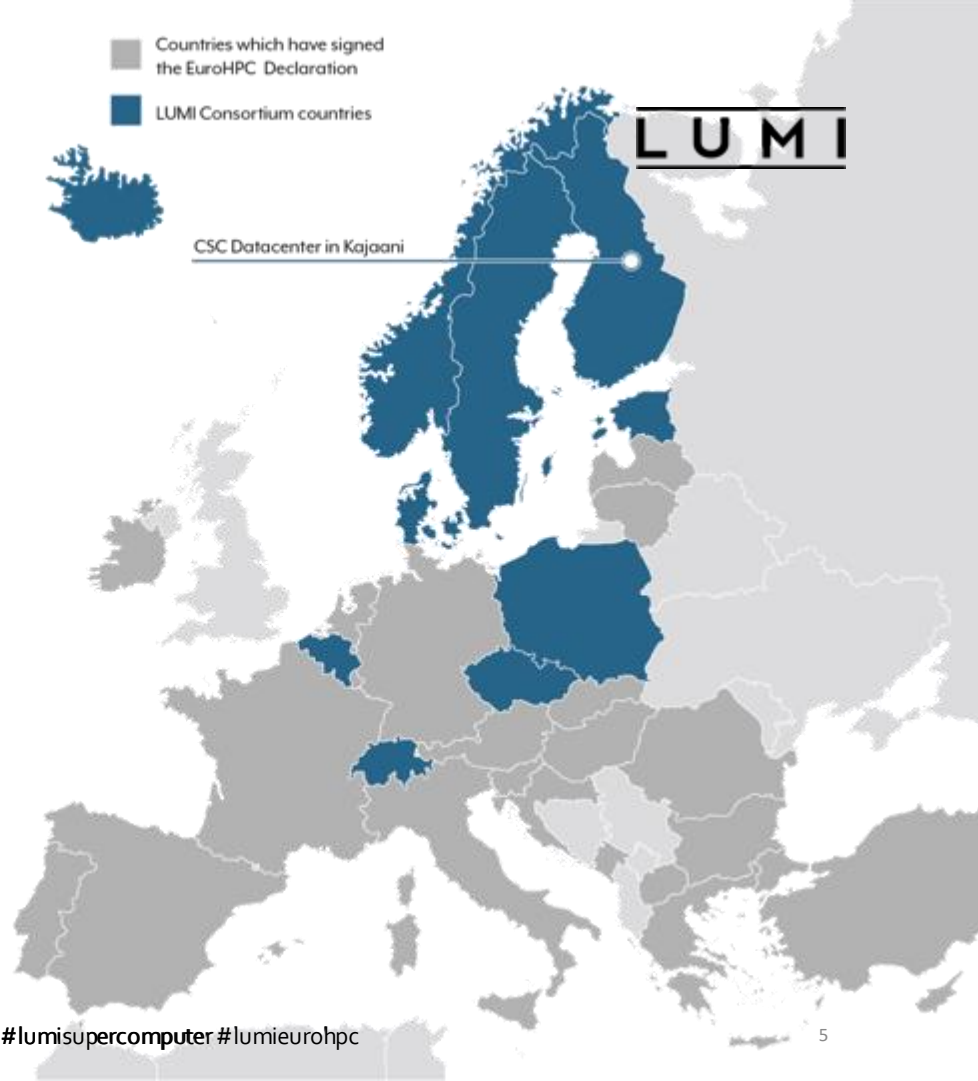 Countries which have signed
the EuroHPC Declaration
LUMI Consortium countries
LUMI
CSC Datacenter in Kajaani
#lumisupercomputer #lumieurohpc
5